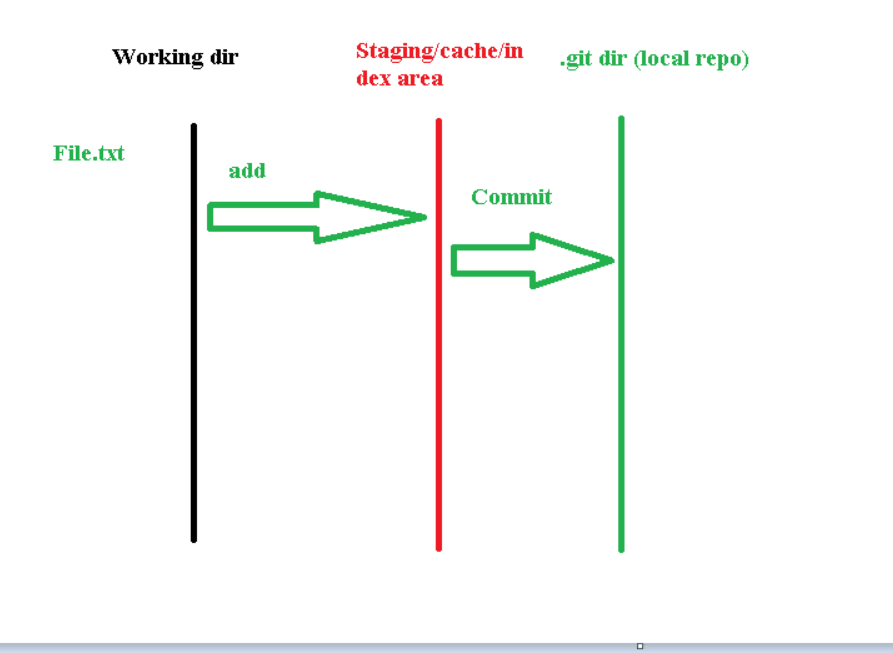 Working dir
Staging/cache/in
dex area
.git dir (local repo)
File.txt
add
Commit